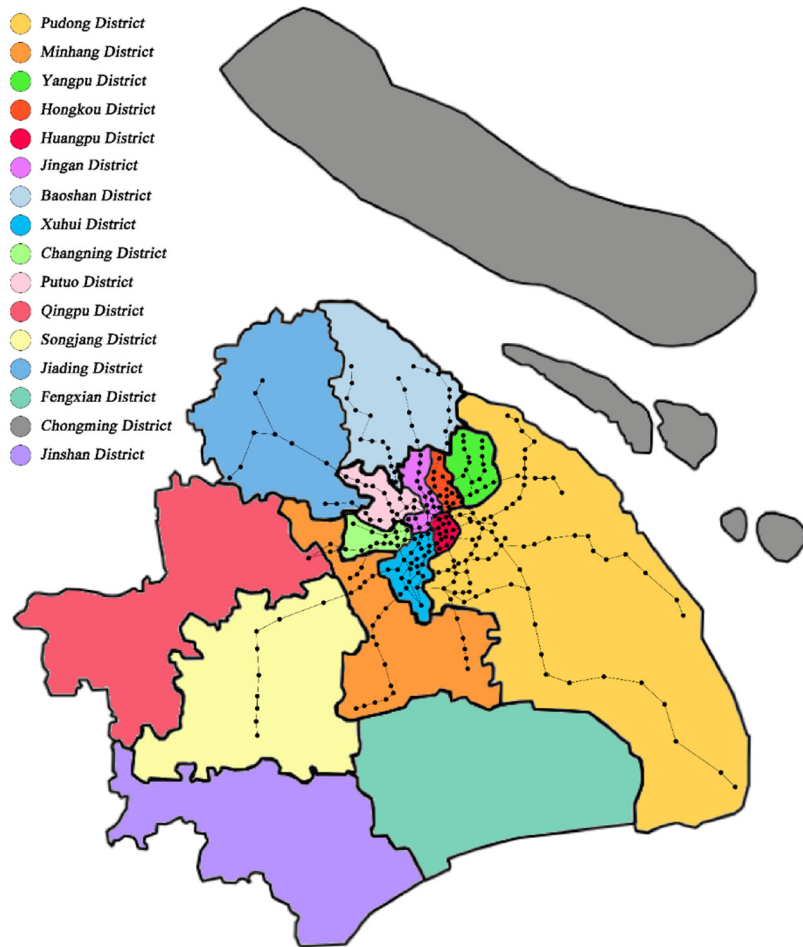 Pudong District
Minhang District
Yangpu District
Hongkou District
Huangpu District
Jingan District
Baoshan District
Xuhui District
Changning District
Putuo District
Qingpu District
Songjang District
Jiading District
Fengxian District
Chongming District
Jinshan District